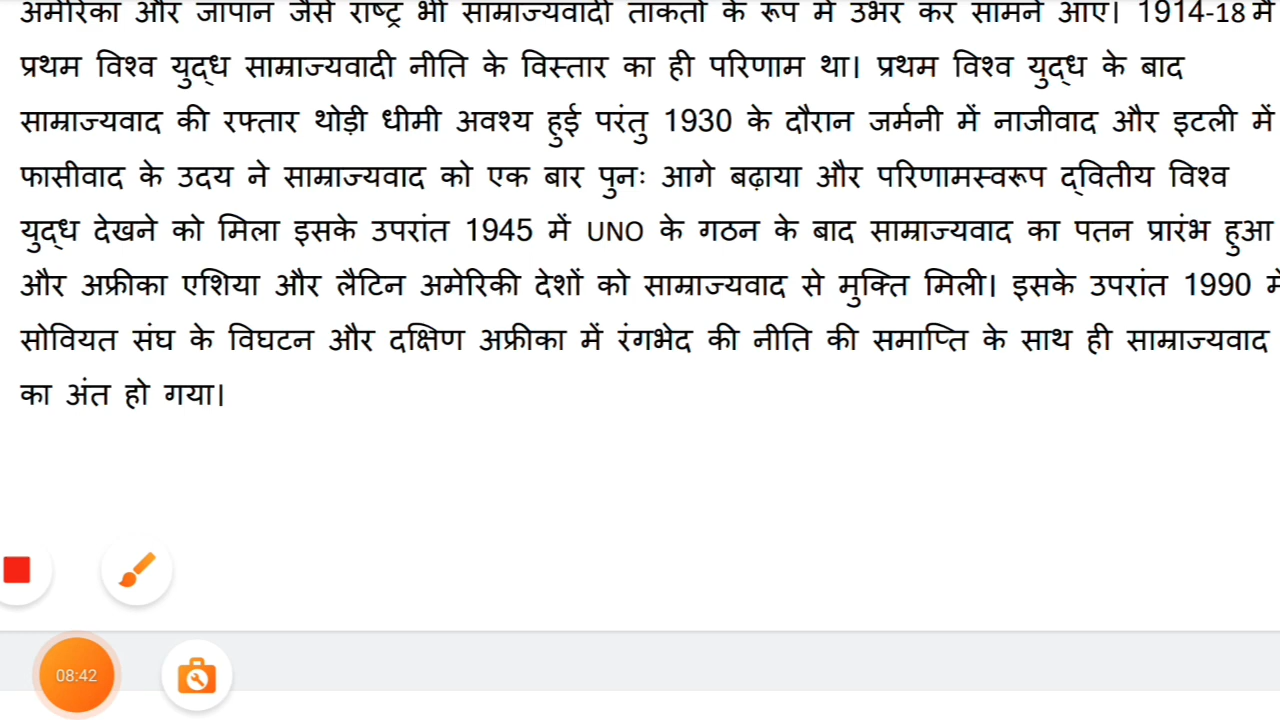 अमेरिका और जापान जैसे राष्ट्र भी साम्राज्यवादी ताकतों के रूप में उभर कर सामने आए। 1914-18 में
प्रथम विश्व युद्ध साम्राज्यवादी नीति के विस्तार का ही परिणाम था। प्रथम विश्व युद्ध के बाद
साम्राज्यवाद की रफ्तार थोड़ी धीमी अवश्य हुई परंतु 1930 के दौरान जर्मनी में नाजीवाद और इटली में
फासीवाद के उदय ने साम्राज्यवाद को एक बार पुनः आगे बढ़ाया और परिणामस्वरूप द्वितीय विश्व
युद्ध देखने को मिला इसके उपरांत 1945 में UNO के गठन के बाद साम्राज्यवाद का पतन प्रारंभ हुआ
और अफ्रीका एशिया और लैटिन अमेरिकी देशों को साम्राज्यवाद से मुक्ति मिली। इसके उपरांत 1990 में
सोवियत संघ के विघटन और दक्षिण अफ्रीका में रंगभेद की नीति की समाप्ति के साथ ही साम्राज्यवाद
का अंत हो गया।
08:42